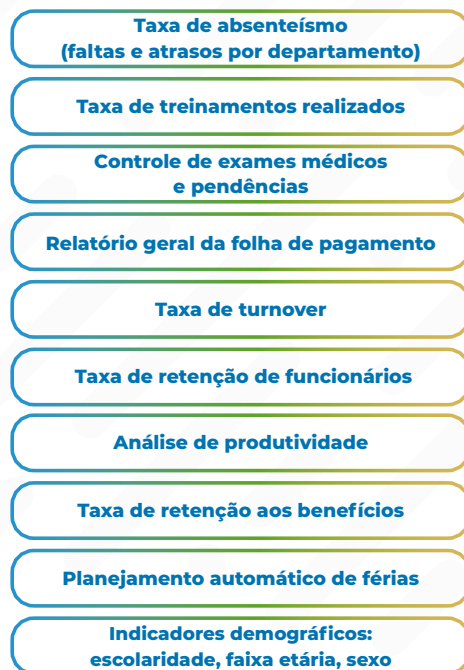 Taxa de absenteísmo
(faltas e atrasos por departamento)
Taxa de treinamentos realizados
Controle de exames médicos
e pendências
Relatório geral da folha de pagamento
Taxa de turnover
Taxa de retenção de funcionários
Análise de produtividade
Taxa de retenção aos benefícios
Planejamento automático de férias
Indicadores demográficos:
escolaridade, faixa etária, sexo